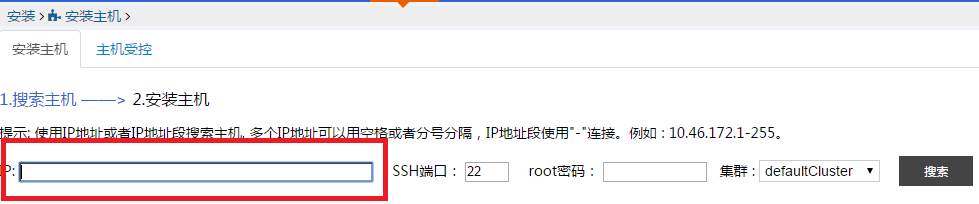 安装 > 安装主机 >
安装主机 主机受控
1.搜索主机 ——> 2.安装主机
提示: 使用IP地址或者IP地址段搜索主机, 多个IP地址可以用空格或者分号分隔，IP地址段使用"-"连接。例如 : 10.46.172.1-255。
IP: SSH端口： 22 root密码： 集群 : defaultCluster 搜索